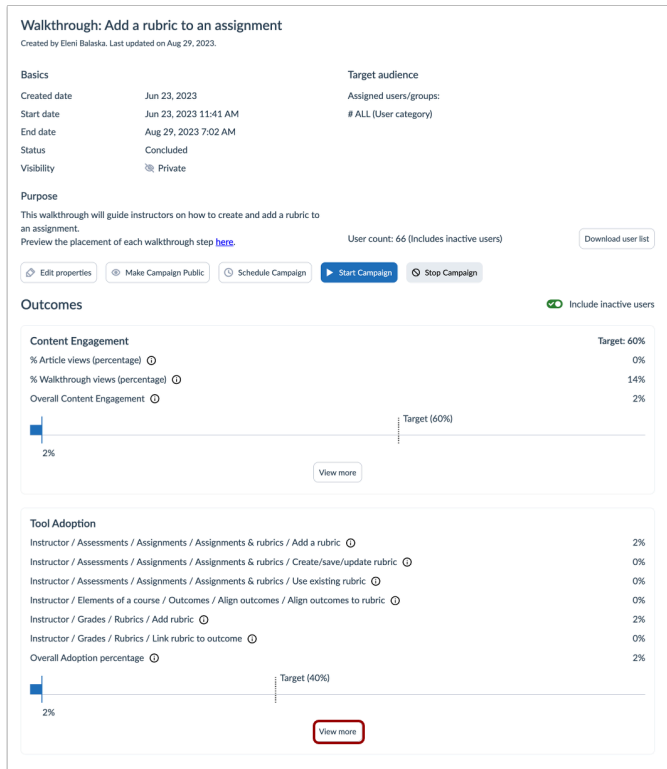 Walkthrough: Add a rubric to an assignment
Created by Eleni Balaska. Last updated on Aug 29, 2023.
Basics
Created date Jun 23, 2023
Start date Jun 23, 2023 11:41 AM
End date Aug 29, 2023 7:02 AM
Status Concluded
Visibility Private
Target audience
Assigned users/groups:
# ALL (User category)
Purpose
This walkthrough will guide instructors on how to create and add a rubric to
an assignment.
Preview the placement of each walkthrough step here.
User count: 66 (Includes inactive users)
Download user list
Edit properties Make Campaign Public Schedule Campaign Start Campaign Stop Campaign
Outcomes Include inactive users
Content Engagement Target: 60%
% Article views (percentage) 0%
% Walkthrough views (percentage) 14%
Overall Content Engagement 2%
Target (60%)
2%
View more
Tool Adoption
Instructor / Assessments / Assignments / Assignments & rubrics / Add a rubric 2%
Instructor / Assessments / Assignments / Assignments & rubrics / Create/save/update rubric 0%
Instructor / Assessments / Assignments / Assignments & rubrics / Use existing rubric 0%
Instructor / Elements of a course / Outcomes / Align outcomes / Align outcomes to rubric 0%
Instructor / Grades / Rubrics / Add rubric 2%
Instructor / Grades / Rubrics / Link rubric to outcome 0%
Overall Adoption percentage 2%
Target (40%)
2%
View more